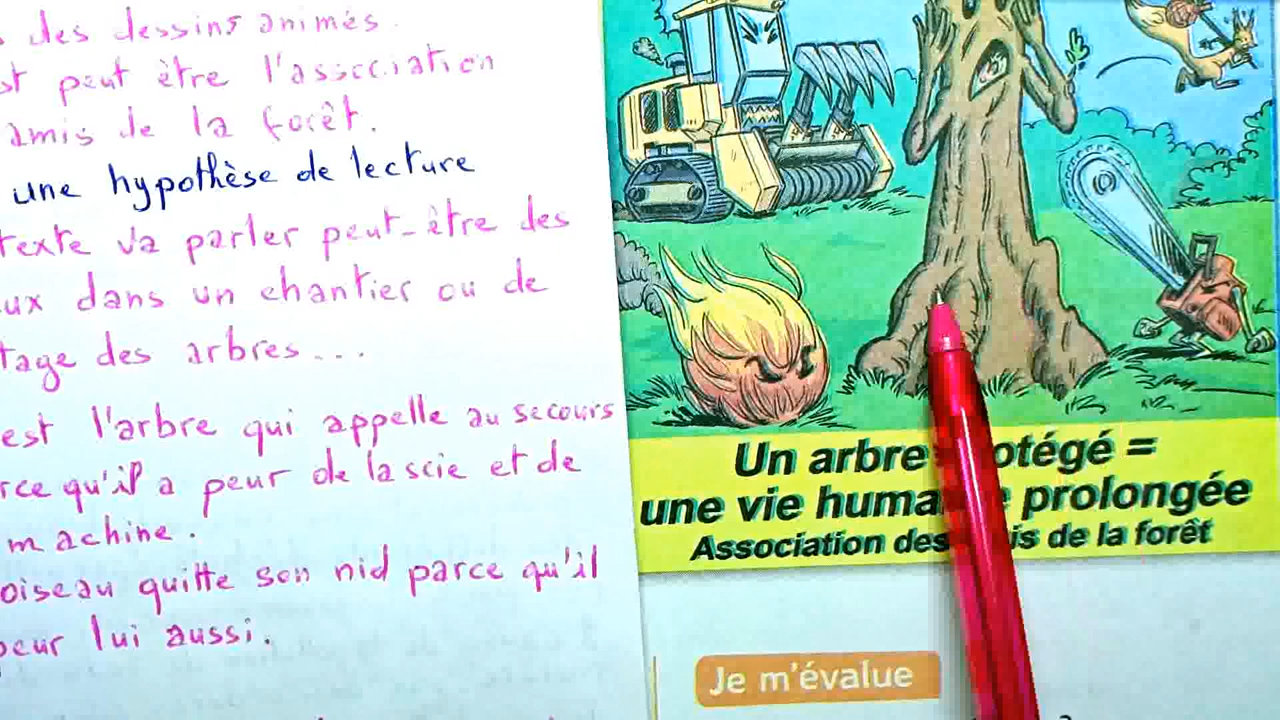 des dessins animés.
st peut être l'association
amis de la forêt.
une hypothèse de lecture
texte va parler peut-être des
ux dans un chantier ou de
tage des arbres...
est l'arbre qui appelle au secours
rce qu'il a peur de la scie et de
machine.
oiseau quitte son nid parce qu'il
peur lui aussi.
Un arbre otégé =
une vie huma e prolongée
Association des is de la forêt
Je m'évalue